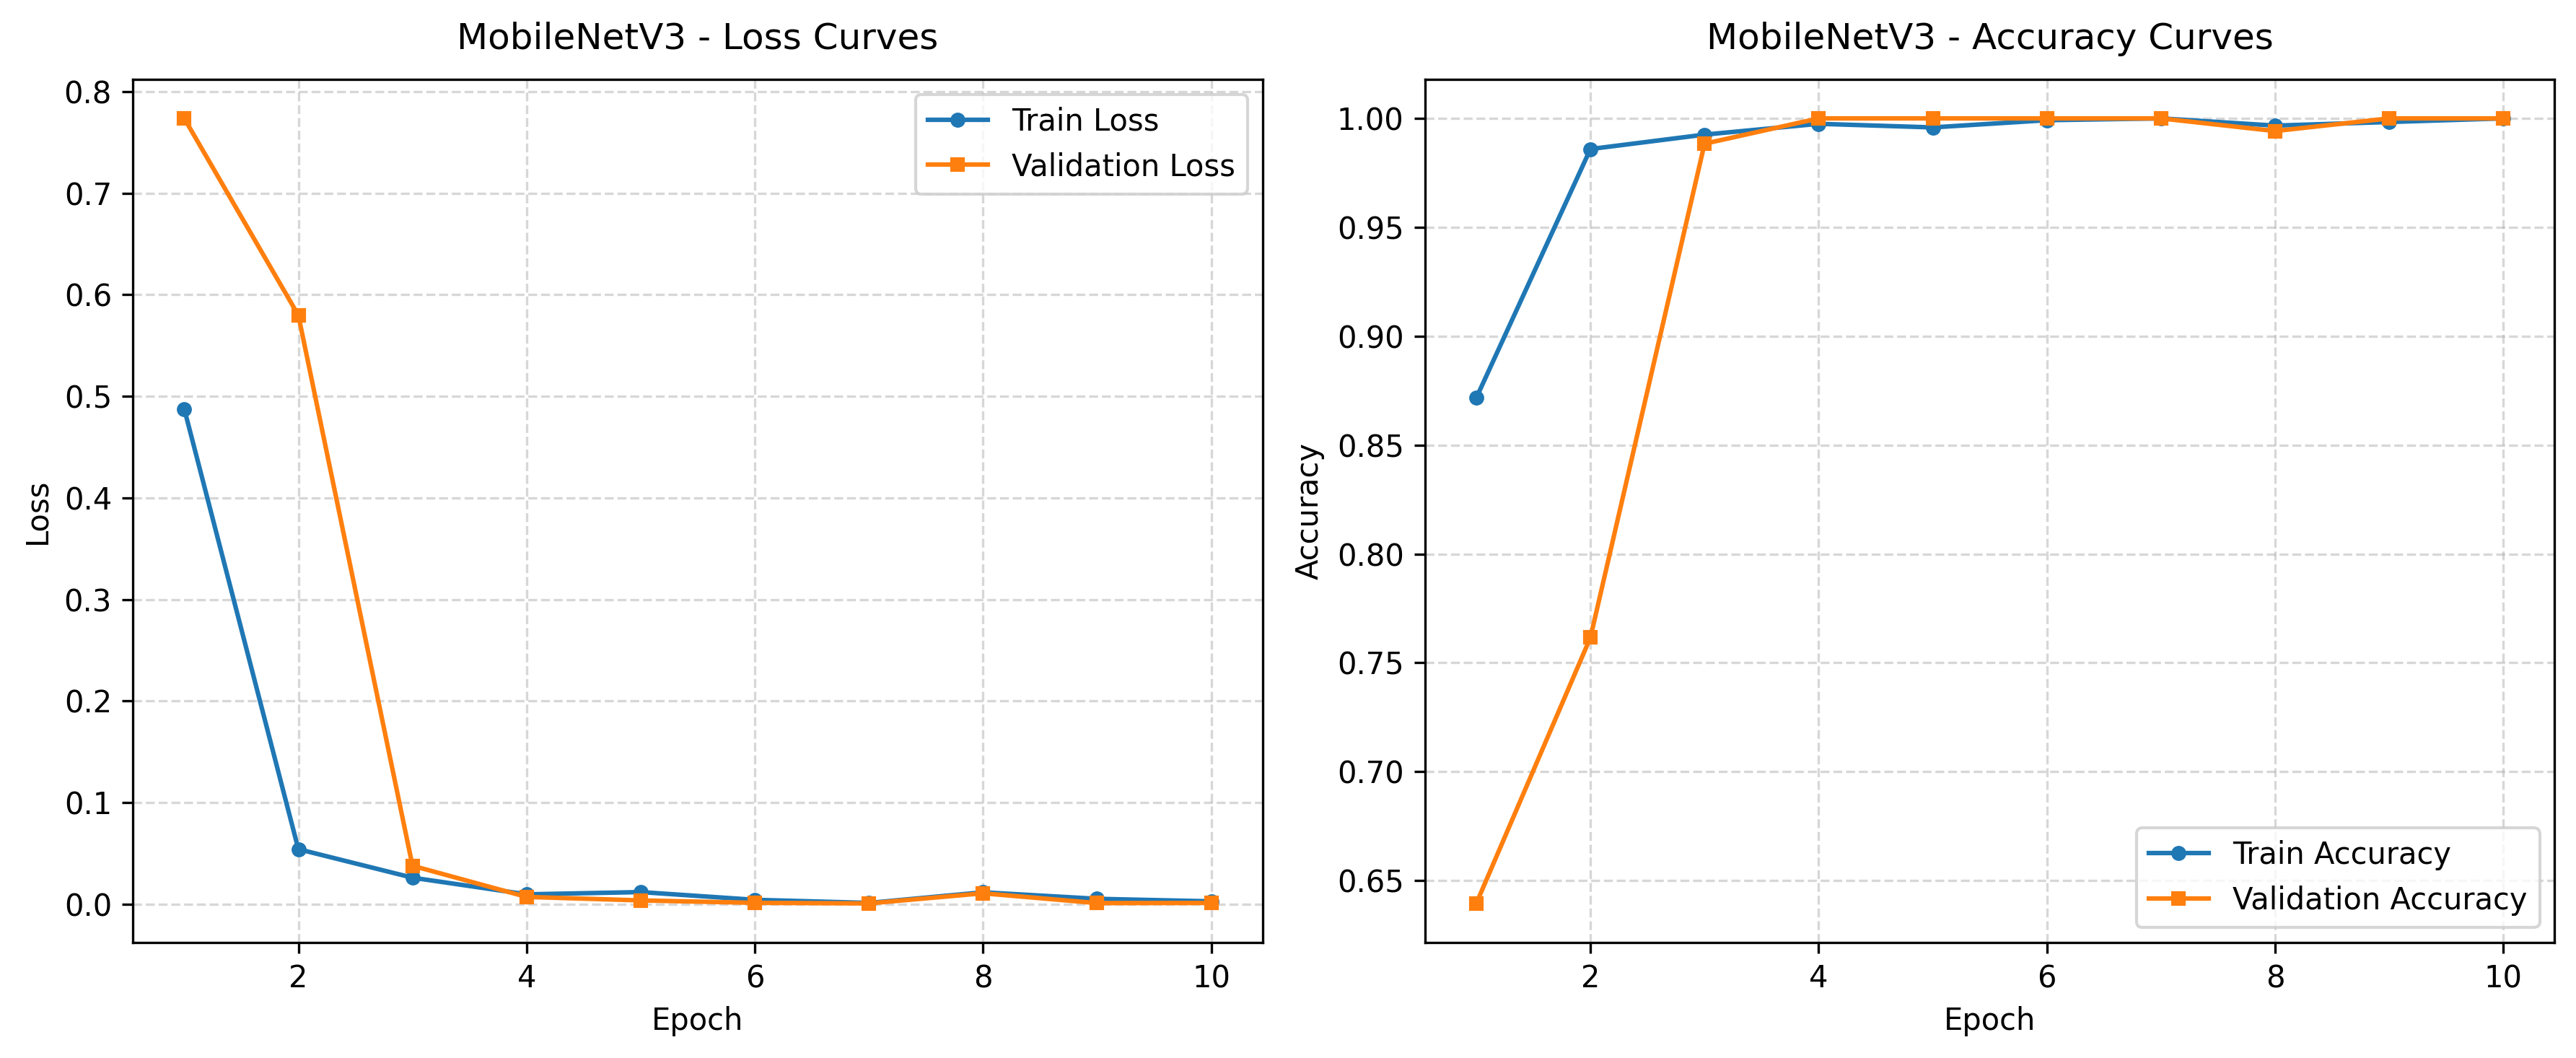 MobileNetV3 - Loss Curves
0.8
0.7
0.6
0.5
0.4
0.3
0.2
0.1
0.0
Loss
2 4 6 8 10
Epoch
Train Loss
Validation Loss
MobileNetV3 - Accuracy Curves
1.00
0.95
0.90
0.85
0.80
0.75
0.70
0.65
Accuracy
2 4 6 8 10
Epoch
Train Accuracy
Validation Accuracy